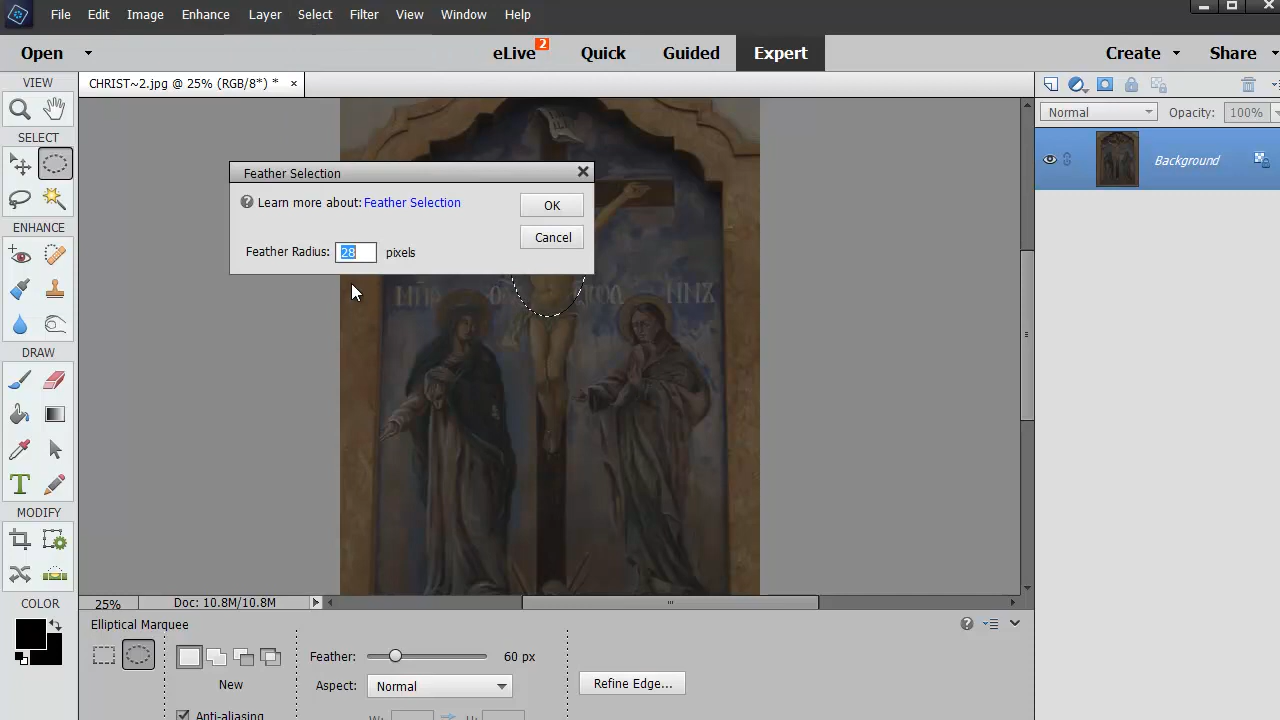 File Edit Image Enhance Layer Select Filter View Window Help
Open eLive 2 Quick Guided Expert Create Share
VIEW
CHRIST~2.jpg @ 25% (RGB/8*) * ×
Normal Opacity: 100%
SELECT
Background
Feather Selection
? Learn more about: Feather Selection
OK
Cancel
Feather Radius: 28 pixels
ENHANCE
DRAW
T
MODIFY
COLOR
25% Doc: 10.8M/10.8M
Elliptical Marquee
Feather: 60 px
New
Aspect: Normal
Refine Edge...
Anti-aliasing